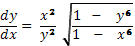 dy/dx = x²/y² √((1 − y⁶)/(1 − x⁶))